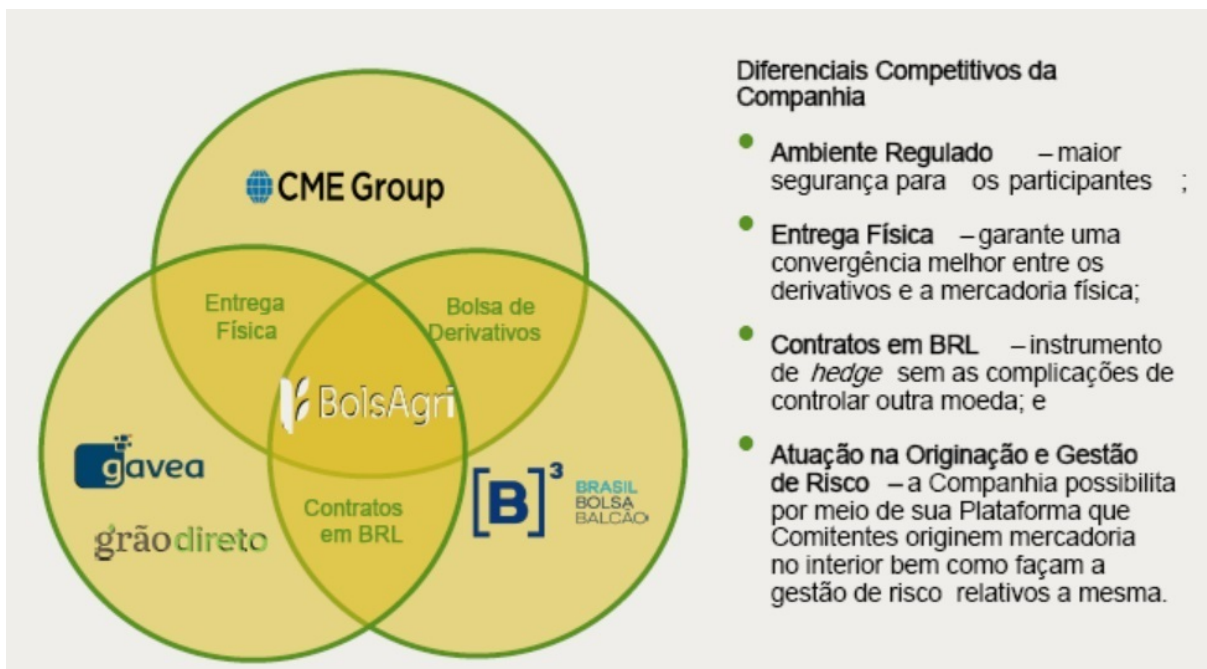 CME Group
Entrega
Física
Bolsa de
Derivativos
BolsAgri
gavea
grãodireto
Contratos
em BRL
[B]³
BRASIL
BOLSA
BALCÃO
Diferenciais Competitivos da
Companhia
Ambiente Regulado – maior
segurança para os participantes ;
Entrega Física – garante uma
convergência melhor entre os
derivativos e a mercadoria física;
Contratos em BRL – instrumento
de hedge sem as complicações de
controlar outra moeda; e
Atuação na Originação e Gestão
de Risco – a Companhia possibilita
por meio de sua Plataforma que
Comitentes originem mercadoria
no interior bem como façam a
gestão de risco relativos a mesma.